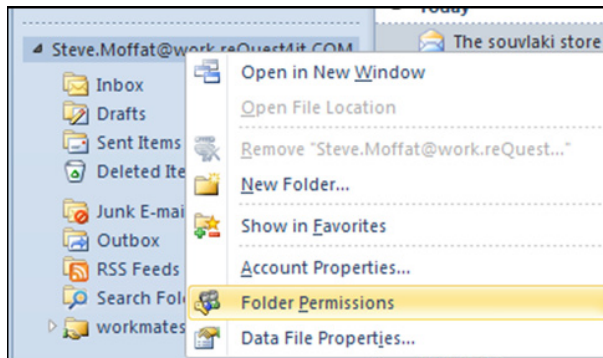 Today
Steve.Moffat@work.reQuest4it.COM
The souvlaki store
Inbox
Drafts
Sent Items
Deleted Ite
Junk E-mai
Outbox
RSS Feeds
Search Fol
workmates
Open in New Window
Open File Location
Remove "Steve.Moffat@work.reQuest..."
New Folder...
Show in Favorites
Account Properties...
Folder Permissions
Data File Properties...